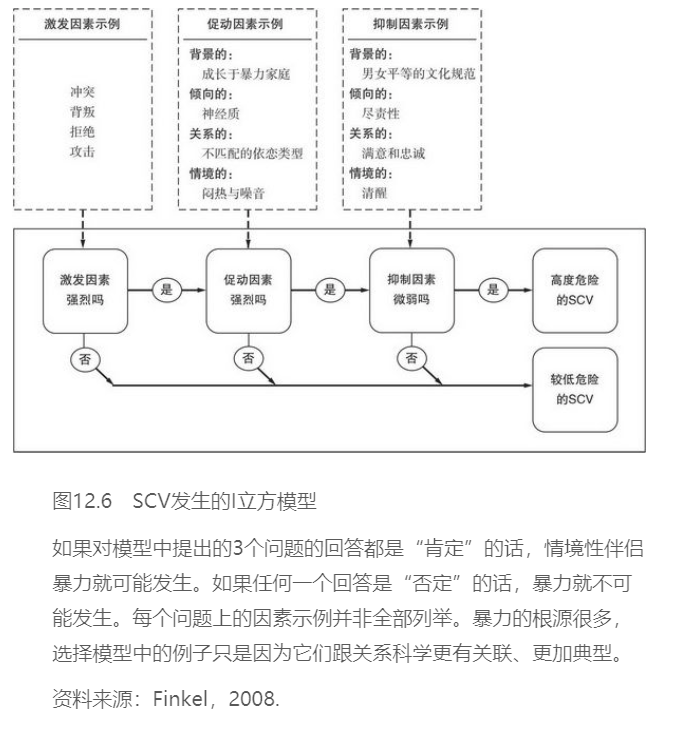 激发因素示例
冲突
背叛
拒绝
攻击
促动因素示例
背景的：
成长于暴力家庭
倾向的：
神经质
关系的：
不匹配的依恋类型
情境的：
闷热与噪音
抑制因素示例
背景的：
男女平等的文化规范
倾向的：
尽责性
关系的：
满意和忠诚
情境的：
清醒
激发因素
强烈吗
是
促动因素
强烈吗
是
抑制因素
微弱吗
是
高度危险
的SCV
否
否
否
较低危险
的SCV
图12.6 SCV发生的I立方模型
如果对模型中提出的3个问题的回答都是“肯定”的话，情境性伴侣
暴力就可能发生。如果任何一个回答是“否定”的话，暴力就不可
能发生。每个问题上的因素示例并非全部列举。暴力的根源很多，
选择模型中的例子只是因为它们跟关系科学更有关联、更加典型。
资料来源：Finkel，2008.